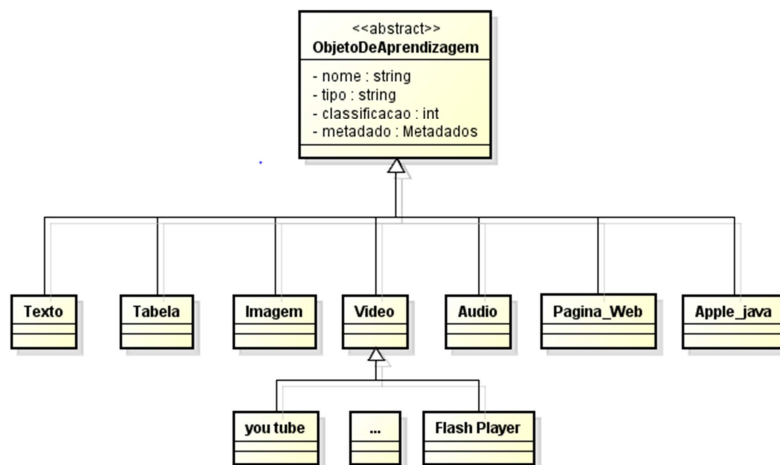 <<abstract>>
ObjetoDeAprendizagem
- nome : string
- tipo : string
- classificacao : int
- metadado : Metadados
Texto
Tabela
Imagem
Video
Audio
Pagina_Web
Apple_java
you tube
...
Flash Player